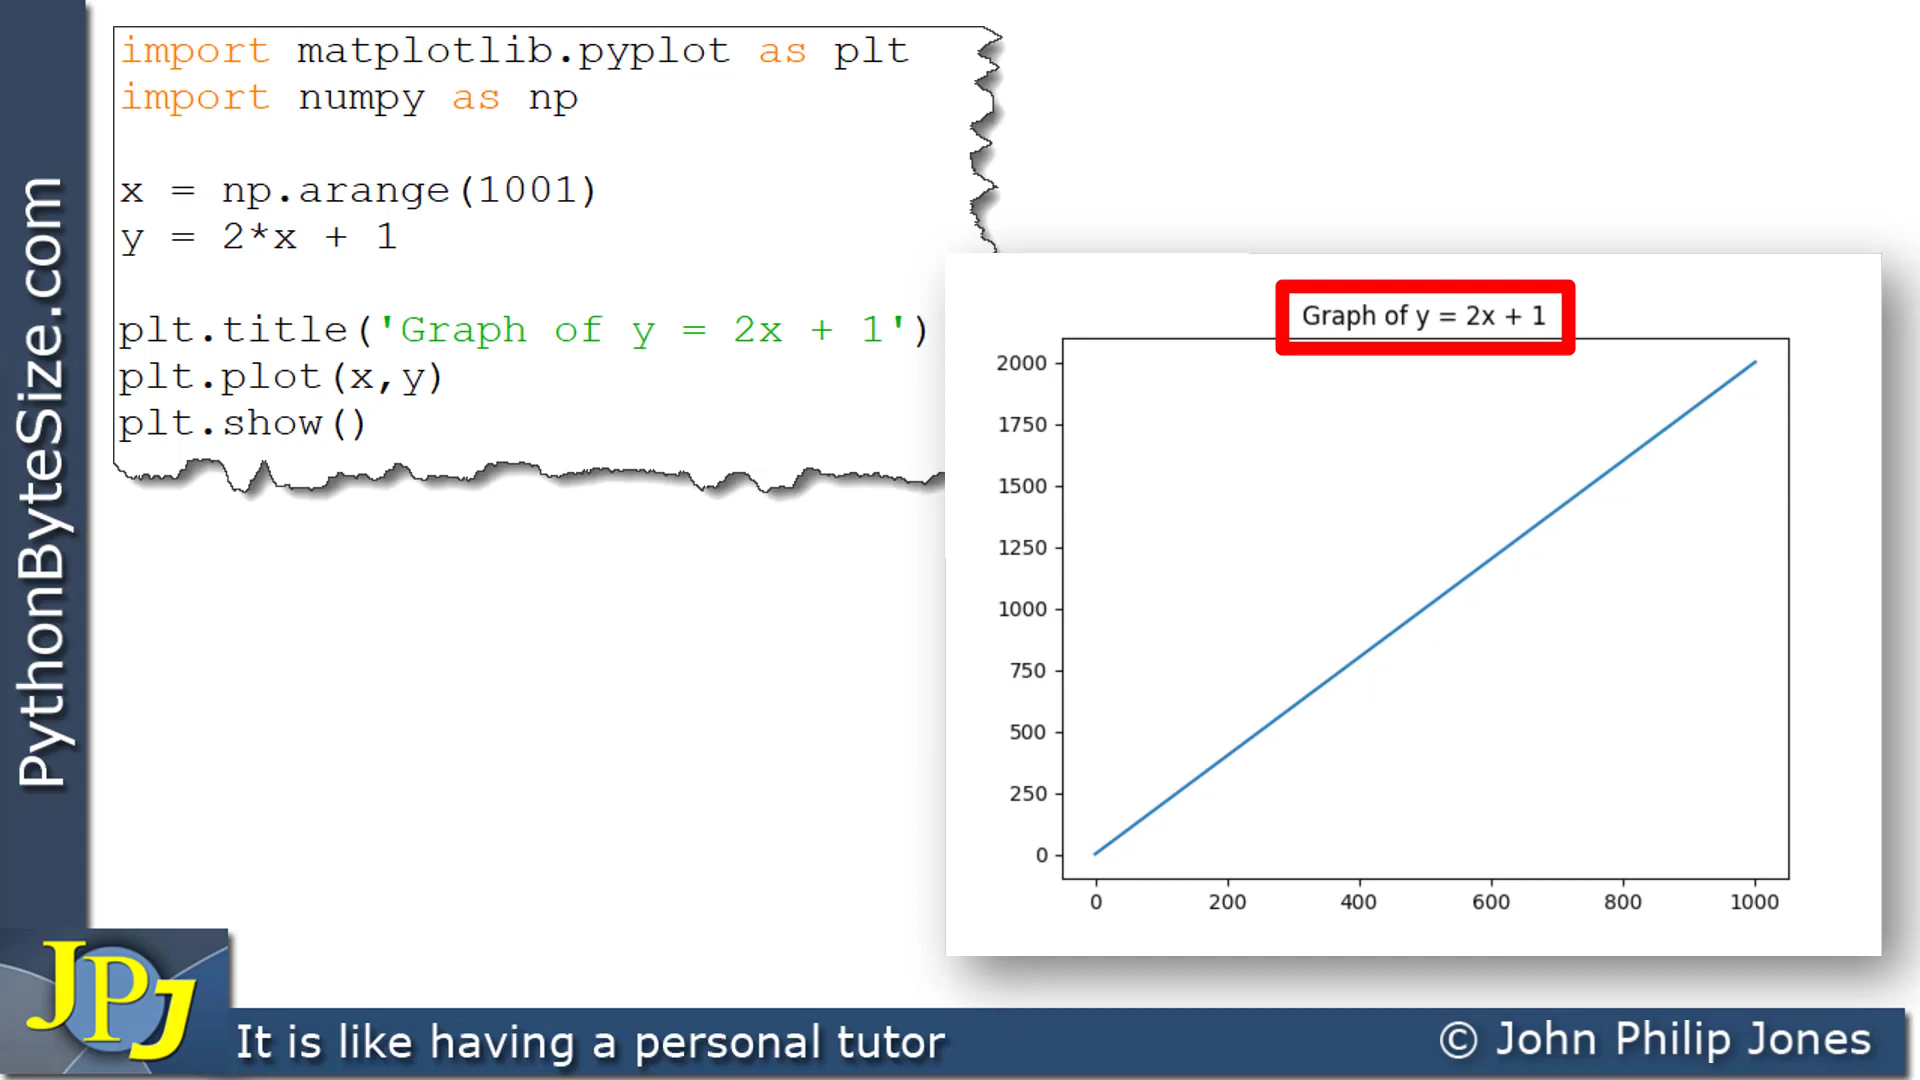 import matplotlib.pyplot as plt
import numpy as np
x = np.arange(1001)
y = 2*x + 1
plt.title('Graph of y = 2x + 1')
plt.plot(x,y)
plt.show()
Graph of y = 2x + 1
2000
1750
1500
1250
1000
750
500
250
0
0 200 400 600 800 1000
PythonByteSize.com
JPJ
It is like having a personal tutor
© John Philip Jones